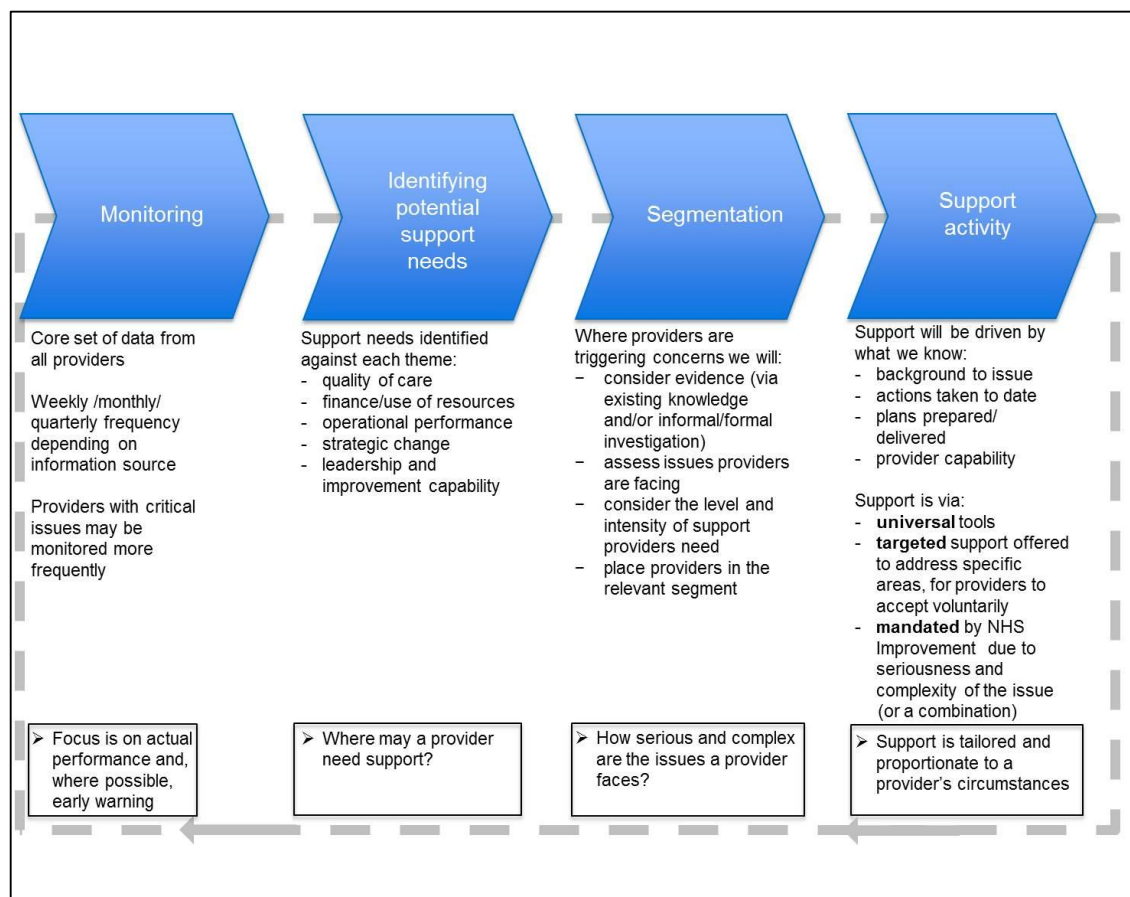 Monitoring
Core set of data from
all providers
Weekly /monthly/
quarterly frequency
depending on
information source
Providers with critical
issues may be
monitored more
frequently
➢ Focus is on actual
performance and,
where possible,
early warning
Identifying
potential
support
needs
Support needs identified
against each theme:
- quality of care
- finance/use of resources
- operational performance
- strategic change
- leadership and
improvement capability
➢ Where may a provider
need support?
Segmentation
Where providers are
triggering concerns we will:
− consider evidence (via
existing knowledge
and/or informal/formal
investigation)
− assess issues providers
are facing
− consider the level and
intensity of support
providers need
− place providers in the
relevant segment
➢ How serious and complex
are the issues a provider
faces?
Support
activity
Support will be driven by
what we know:
- background to issue
- actions taken to date
- plans prepared/
delivered
- provider capability
Support is via:
- universal tools
- targeted support offered
to address specific
areas, for providers to
accept voluntarily
- mandated by NHS
Improvement due to
seriousness and
complexity of the issue
(or a combination)
➢ Support is tailored and
proportionate to a
provider's circumstances